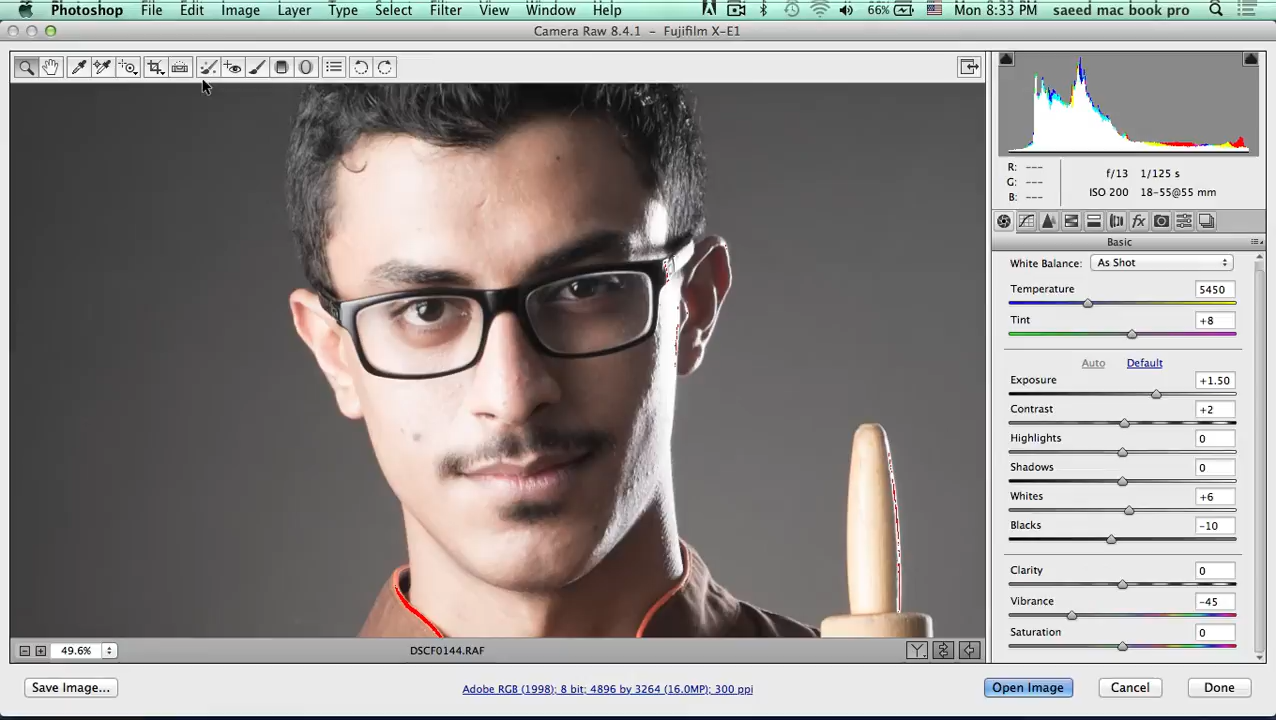 Photoshop File Edit Image Layer Type Select Filter View Window Help 66% Mon 8:33 PM saeed mac book pro
Camera Raw 8.4.1 - Fujifilm X-E1
R: ---
G: ---
B: ---
f/13 1/125 s
ISO 200 18-55@55 mm
fx
Basic
White Balance: As Shot
Temperature 5450
Tint +8
Auto Default
Exposure +1.50
Contrast +2
Highlights 0
Shadows 0
Whites +6
Blacks -10
Clarity 0
Vibrance -45
Saturation 0
49.6% DSCF0144.RAF Y
Save Image... Adobe RGB (1998); 8 bit; 4896 by 3264 (16.0MP); 300 ppi Open Image Cancel Done